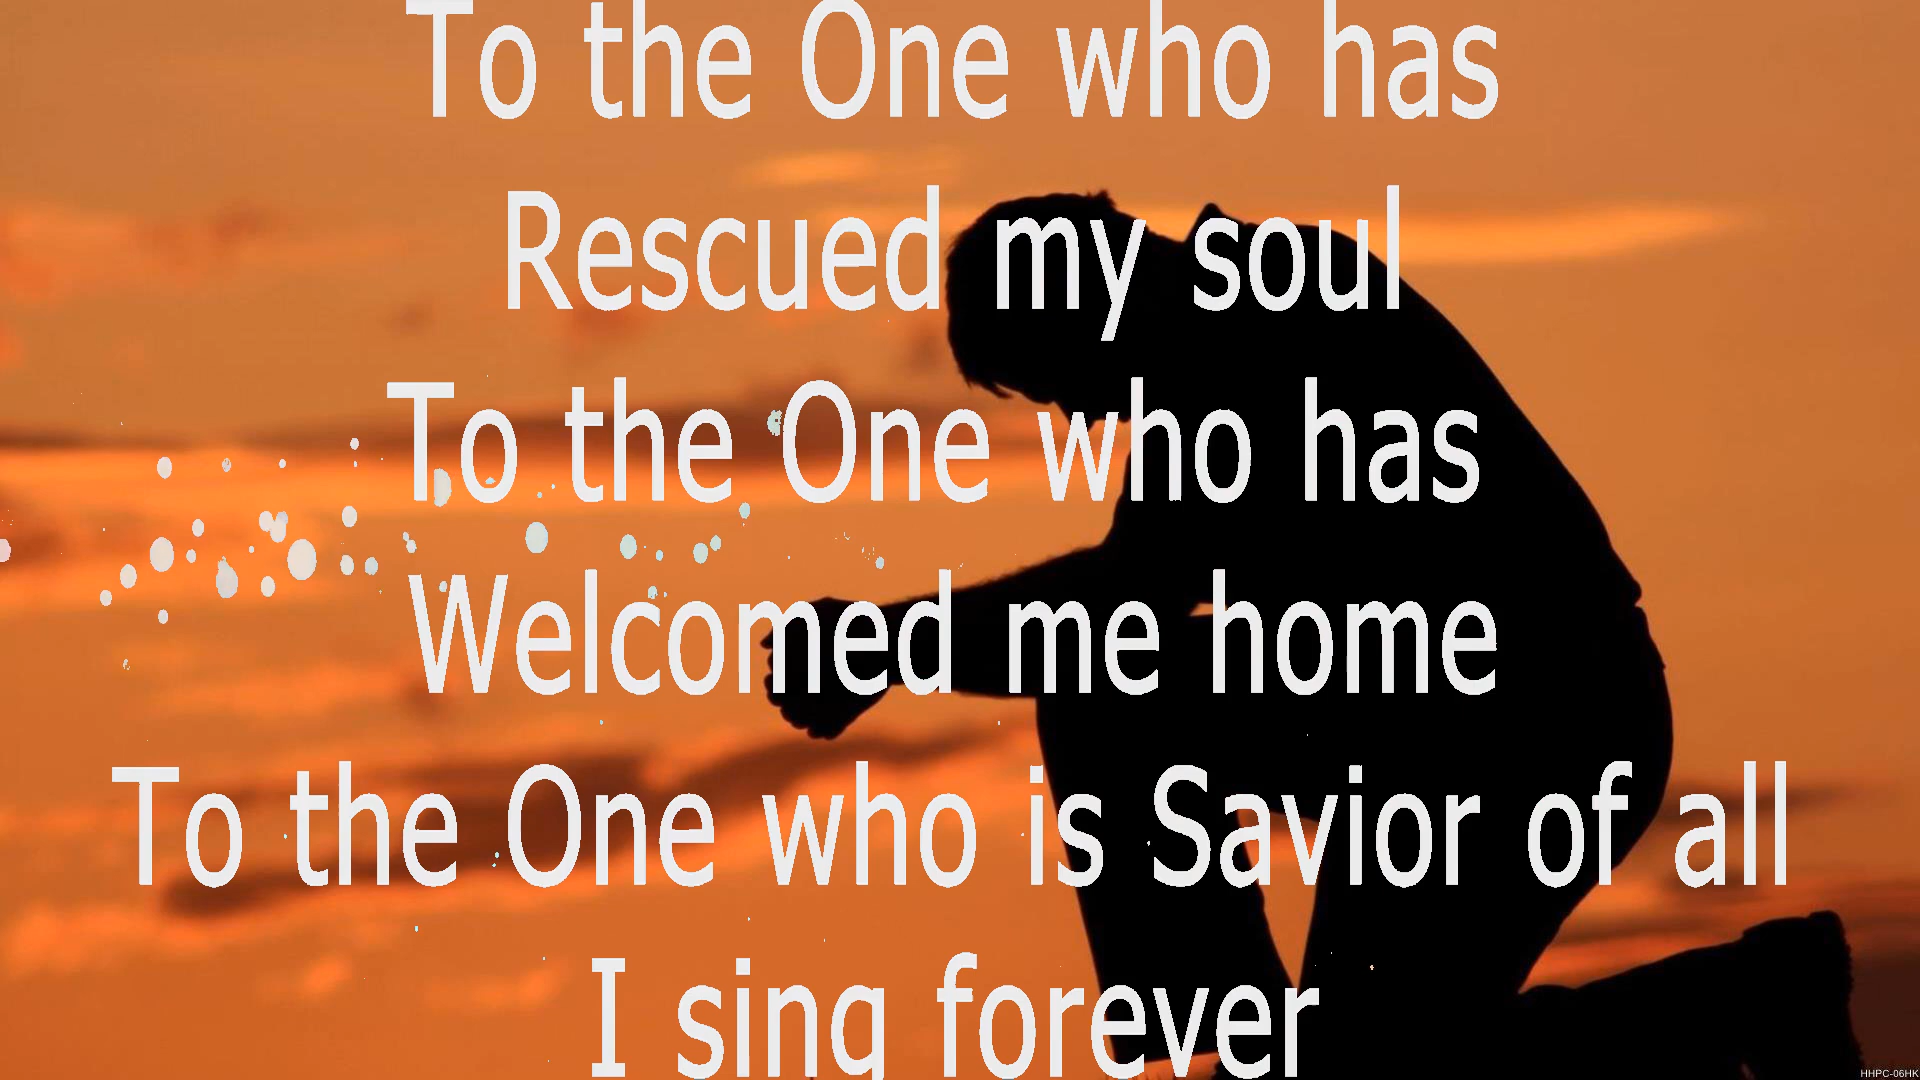 To the One who has
Rescued my soul
To the One who has
Welcomed me home
To the One who is Savior of all
I sing forever
HHPC-06HK